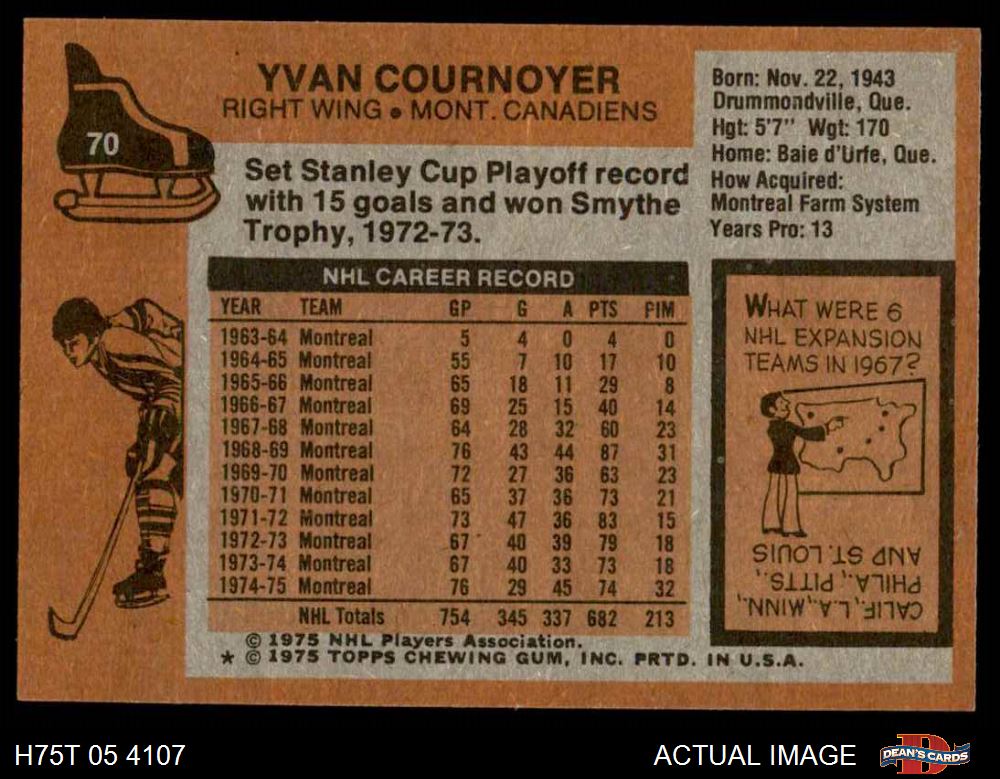 70
YVAN COURNOYER
RIGHT WING • MONT. CANADIENS
Set Stanley Cup Playoff record
with 15 goals and won Smythe
Trophy, 1972-73.
Born: Nov. 22, 1943
Drummondville, Que.
Hgt: 5'7" Wgt: 170
Home: Baie d'Urfe, Que.
How Acquired:
Montreal Farm System
Years Pro: 13
NHL CAREER RECORD
YEAR TEAM GP G A PTS PIM
1963-64 Montreal 5 4 0 4 0
1964-65 Montreal 55 7 10 17 10
1965-66 Montreal 65 18 11 29 8
1966-67 Montreal 69 25 15 40 14
1967-68 Montreal 64 28 32 60 23
1968-69 Montreal 76 43 44 87 31
1969-70 Montreal 72 27 36 63 23
1970-71 Montreal 65 37 36 73 21
1971-72 Montreal 73 47 36 83 15
1972-73 Montreal 67 40 39 79 18
1973-74 Montreal 67 40 33 73 18
1974-75 Montreal 76 29 45 74 32
NHL Totals 754 345 337 682 213
© 1975 NHL Players Association.
★ © 1975 TOPPS CHEWING GUM, INC. PRTD. IN U.S.A.
WHAT WERE 6
NHL EXPANSION
TEAMS IN 1967?
CALIF., L.A., MINN.,
PHILA., PITTS.,
AND ST. LOUIS
H75T 05 4107
ACTUAL IMAGE
DEAN'S CARDS